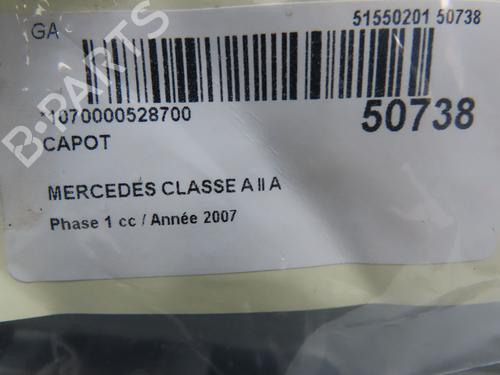 GA 51550201 50738
*1070000528700 50738
CAPOT
MERCEDES CLASSE A II A
Phase 1 cc / Année 2007
B-PARTS